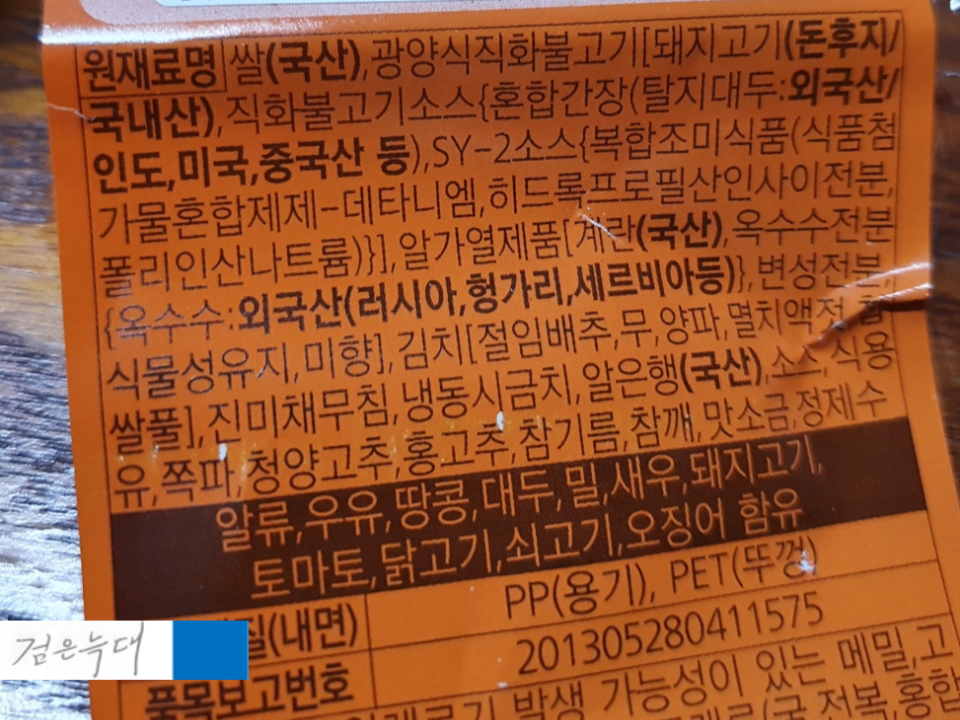 원재료명 쌀(국산),광양식직화불고기[돼지고기(돈후지/
국내산),직화불고기소스{혼합간장(탈지대두:외국산/
인도,미국,중국산 등),SY-2소스{복합조미식품(식품첨
가물혼합제제-데타니엠,히드록프로필산인사이전분,
폴리인산나트륨)}],알가열제품[계란(국산),옥수수전분
{옥수수:외국산(러시아,헝가리,세르비아등)},변성전분,
식물성유지,미향],김치[절임배추,무,양파,멸치액젓,찹
쌀풀],진미채무침,냉동시금치,알은행(국산),소스,식용
유,쪽파,청양고추,홍고추,참기름,참깨,맛소금,정제수
알류,우유,땅콩,대두,밀,새우,돼지고기,
토마토,닭고기,쇠고기,오징어 함유
질(내면) PP(용기), PET(뚜껑)
품목보고번호 201305280411575
발생 가능성이 있는 메밀,고
검은늑대